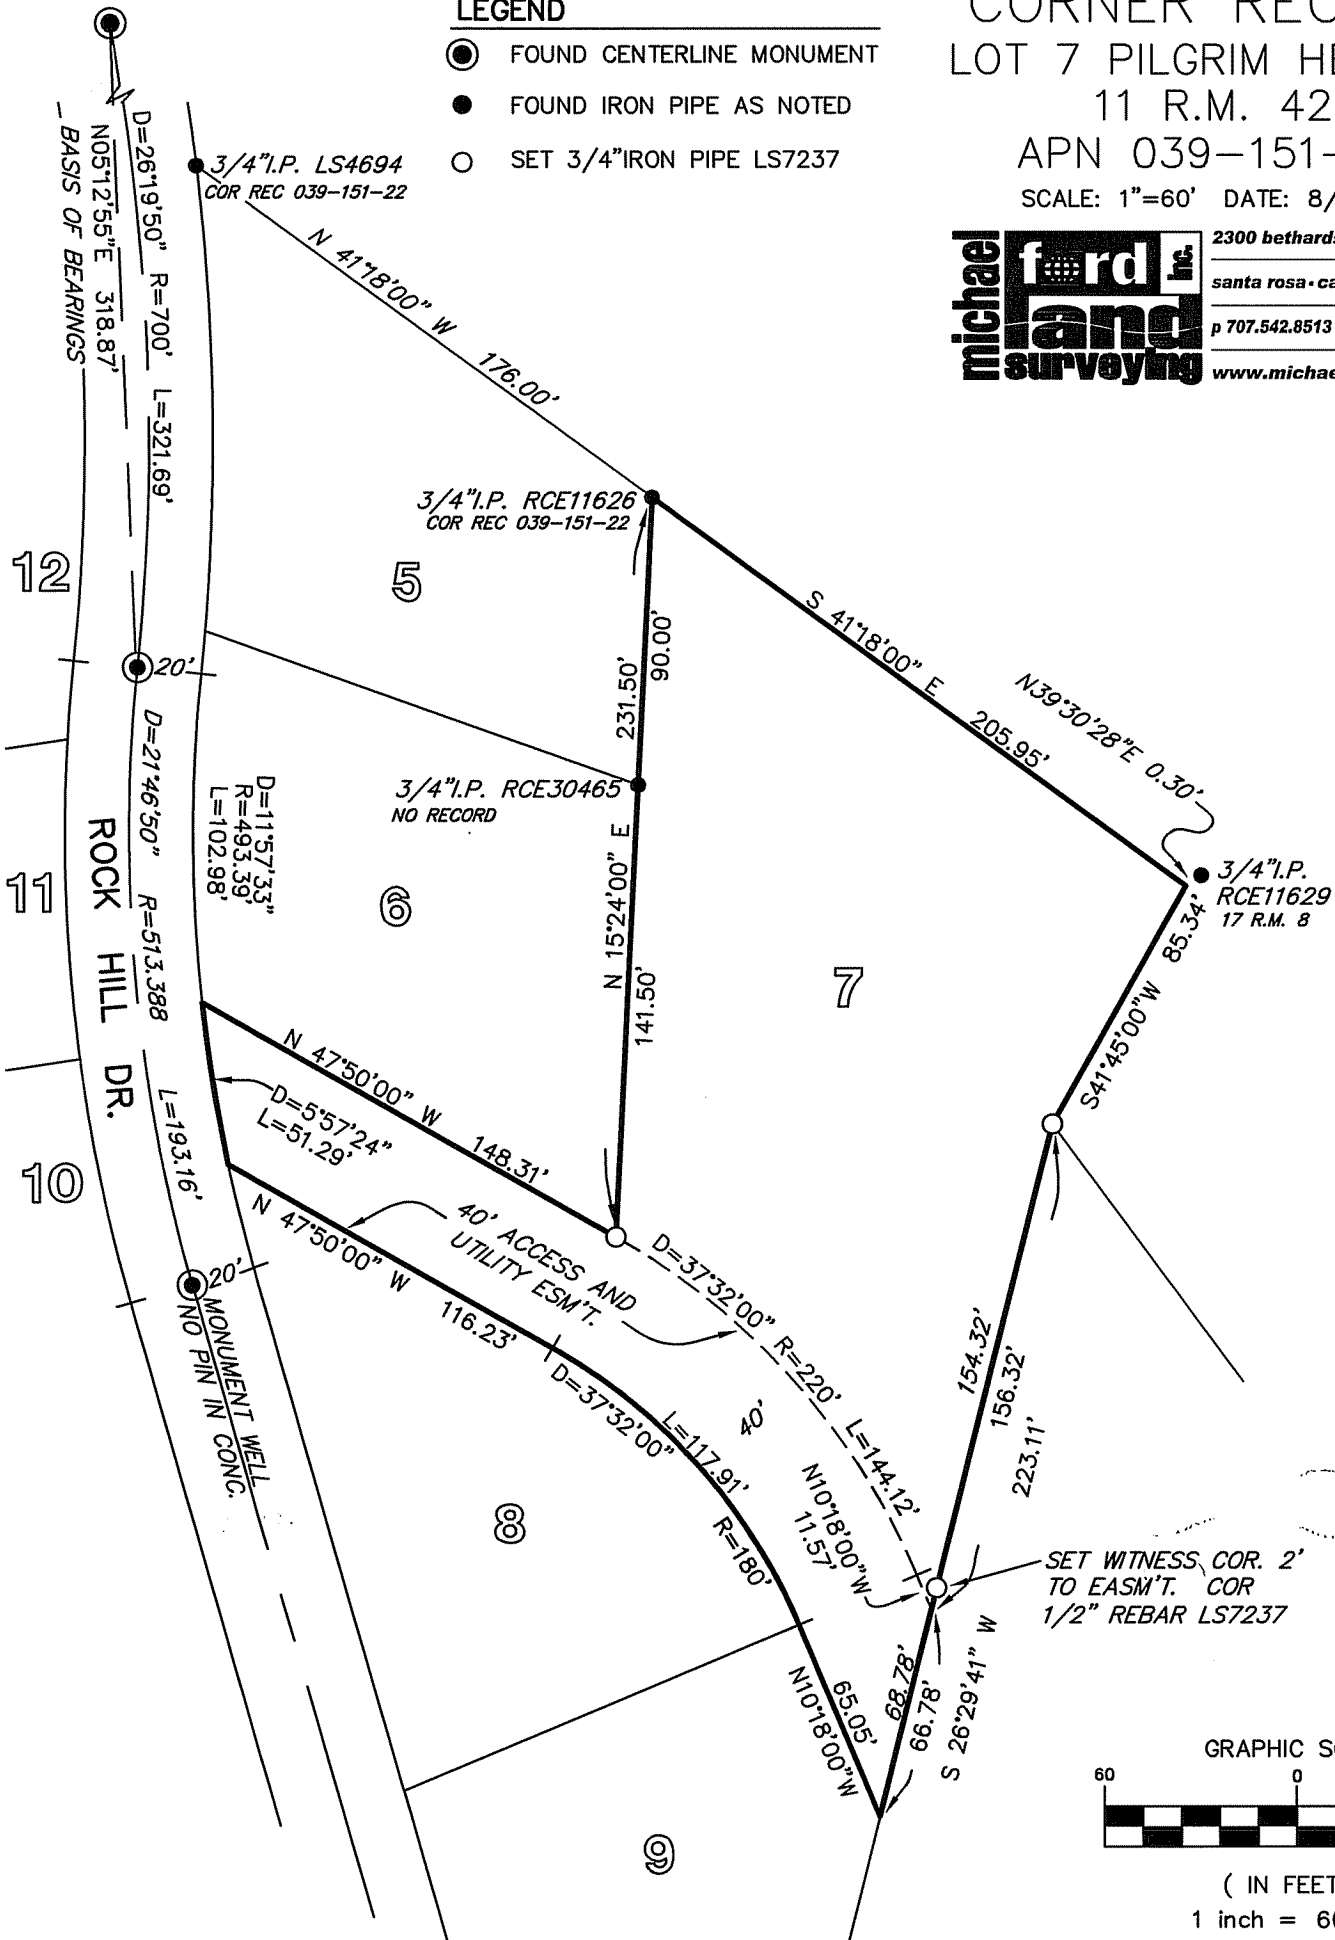 LEGEND
FOUND CENTERLINE MONUMENT
FOUND IRON PIPE AS NOTED
SET 3/4"IRON PIPE LS7237
CORNER REC
LOT 7 PILGRIM HE
11 R.M. 42
APN 039-151-
SCALE: 1"=60' DATE: 8/
michael
ford
inc.
land
surveying
2300 bethards
santa rosa·ca
p 707.542.8513
www.michae
D=26°19'50" R=700' L=321.69'
N05°12'55"E 318.87'
BASIS OF BEARINGS
3/4"I.P. LS4694
COR REC 039-151-22
N 41°18'00" W 176.00'
3/4"I.P. RCE11626
COR REC 039-151-22
12
5
231.50'
90.00'
S 41°18'00" E 205.95'
N39°30'28"E 0.30'
20'
3/4"I.P. RCE30465
NO RECORD
3/4"I.P.
RCE11629
17 R.M. 8
D=11°57'33"
R=493.39'
L=102.98'
D=21°46'50" R=513.388 L=193.16'
ROCK HILL DR.
11
6
N 15°24'00" E
141.50'
7
85.34'
S41°45'00"W
N 47°50'00" W 148.31'
D=5°57'24"
L=51.29'
10
N 47°50'00" W 116.23'
40' ACCESS AND
UTILITY ESM'T.
D=37°32'00" R=220' L=144.12'
20'
MONUMENT WELL
NO PIN IN CONC.
D=37°32'00"
L=117.91'
R=180'
40'
154.32'
156.32'
223.11'
8
N10°18'00"W
11.57'
SET WITNESS COR. 2'
TO EASM'T. COR
1/2" REBAR LS7237
65.05'
N10°18'00"W
68.78'
66.78'
S 26°29'41" W
9
GRAPHIC S
60 0
( IN FEET
1 inch = 6